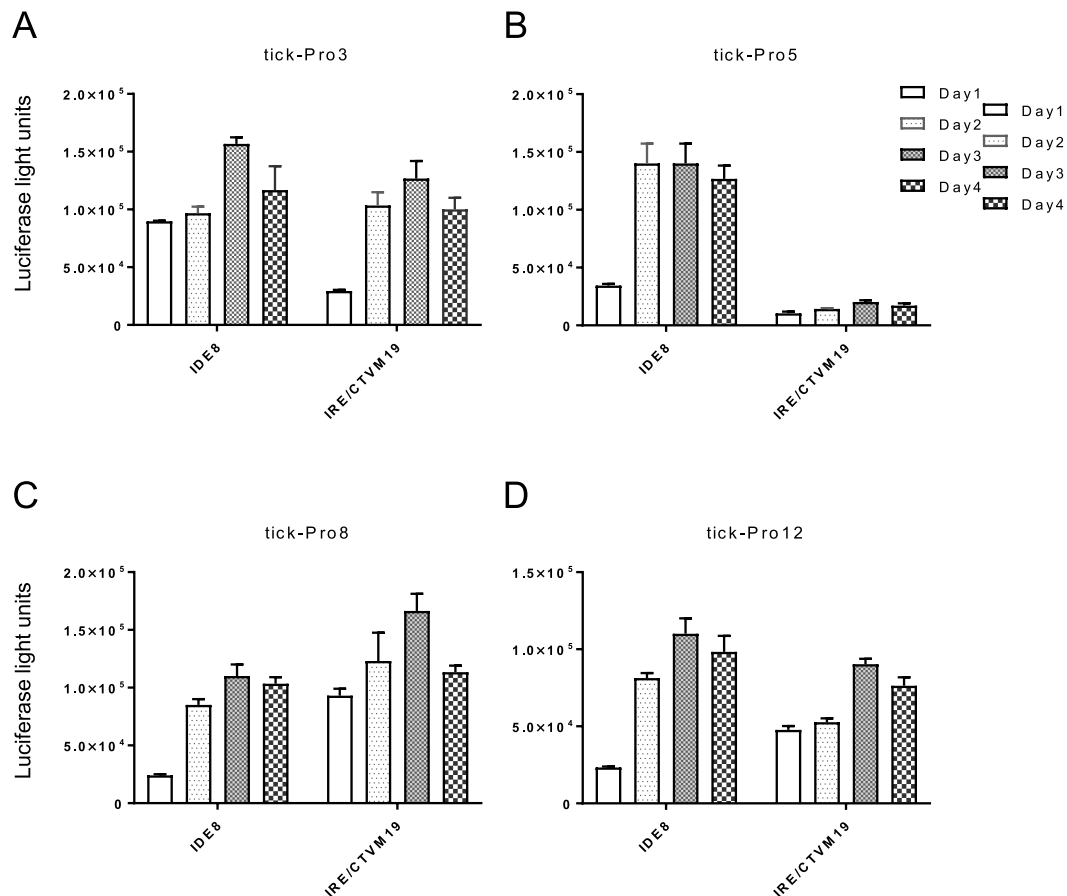 A
tick-Pro3
Luciferase light units
2.0×10⁵
1.5×10⁵
1.0×10⁵
5.0×10⁴
0
IDE8
IRE/CTVM19
B
tick-Pro5
2.0×10⁵
1.5×10⁵
1.0×10⁵
5.0×10⁴
0
IDE8
IRE/CTVM19
Day1
Day2
Day3
Day4
Day1
Day2
Day3
Day4
C
tick-Pro8
Luciferase light units
2.0×10⁵
1.5×10⁵
1.0×10⁵
5.0×10⁴
0
IDE8
IRE/CTVM19
D
tick-Pro12
1.5×10⁵
1.0×10⁵
5.0×10⁴
0
IDE8
IRE/CTVM19